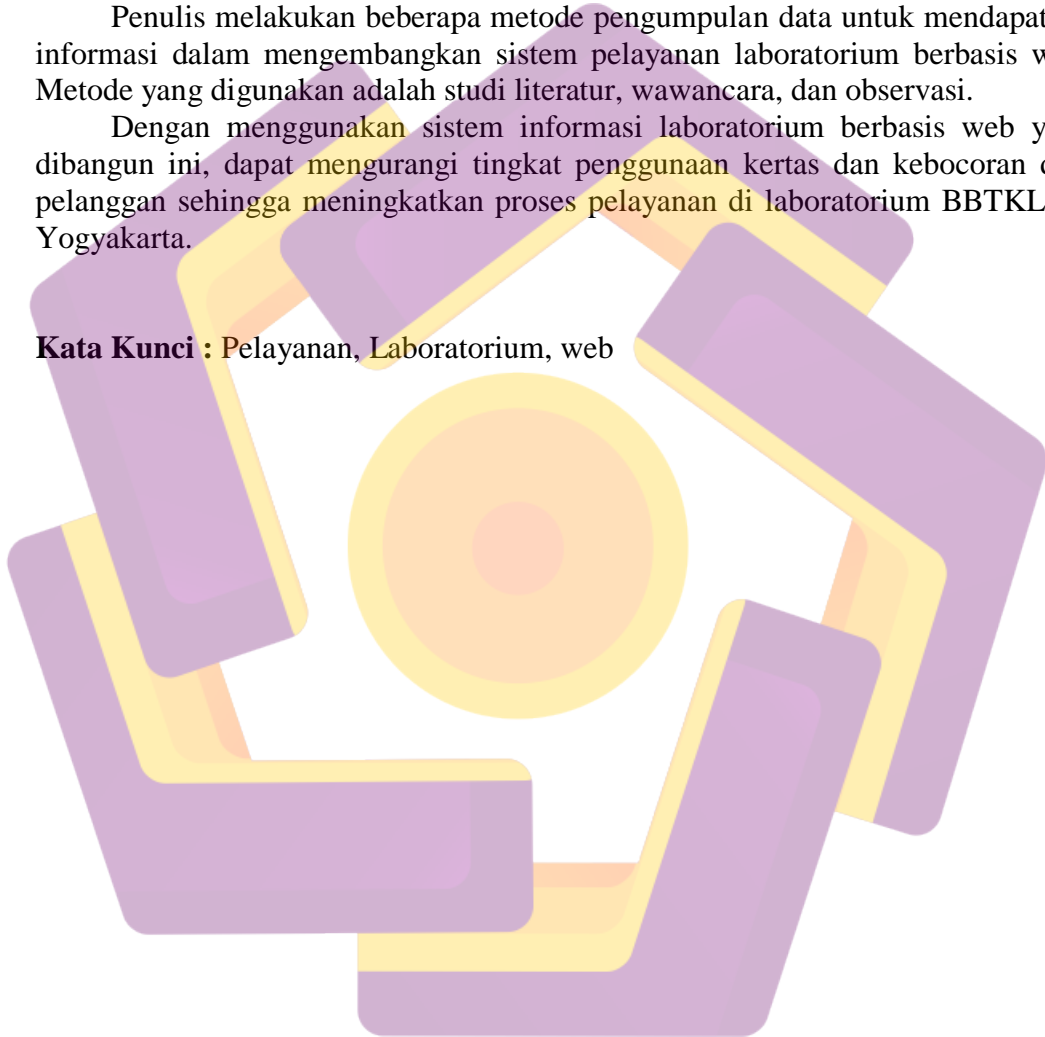 Penulis melakukan beberapa metode pengumpulan data untuk mendapat
informasi dalam mengembangkan sistem pelayanan laboratorium berbasis w
Metode yang digunakan adalah studi literatur, wawancara, dan observasi.
Dengan menggunakan sistem informasi laboratorium berbasis web y
dibangun ini, dapat mengurangi tingkat penggunaan kertas dan kebocoran d
pelanggan sehingga meningkatkan proses pelayanan di laboratorium BBTKL
Yogyakarta.
Kata Kunci : Pelayanan, Laboratorium, web